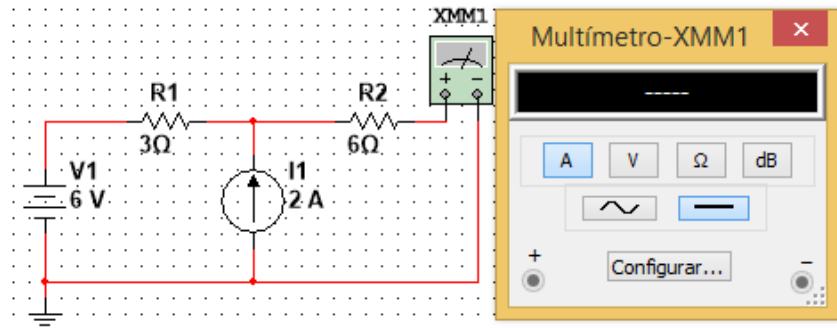 XMM1
R1
3Ω
R2
6Ω
V1
6 V
I1
2 A
Multímetro-XMM1
-----
A V Ω dB
+ Configurar... –